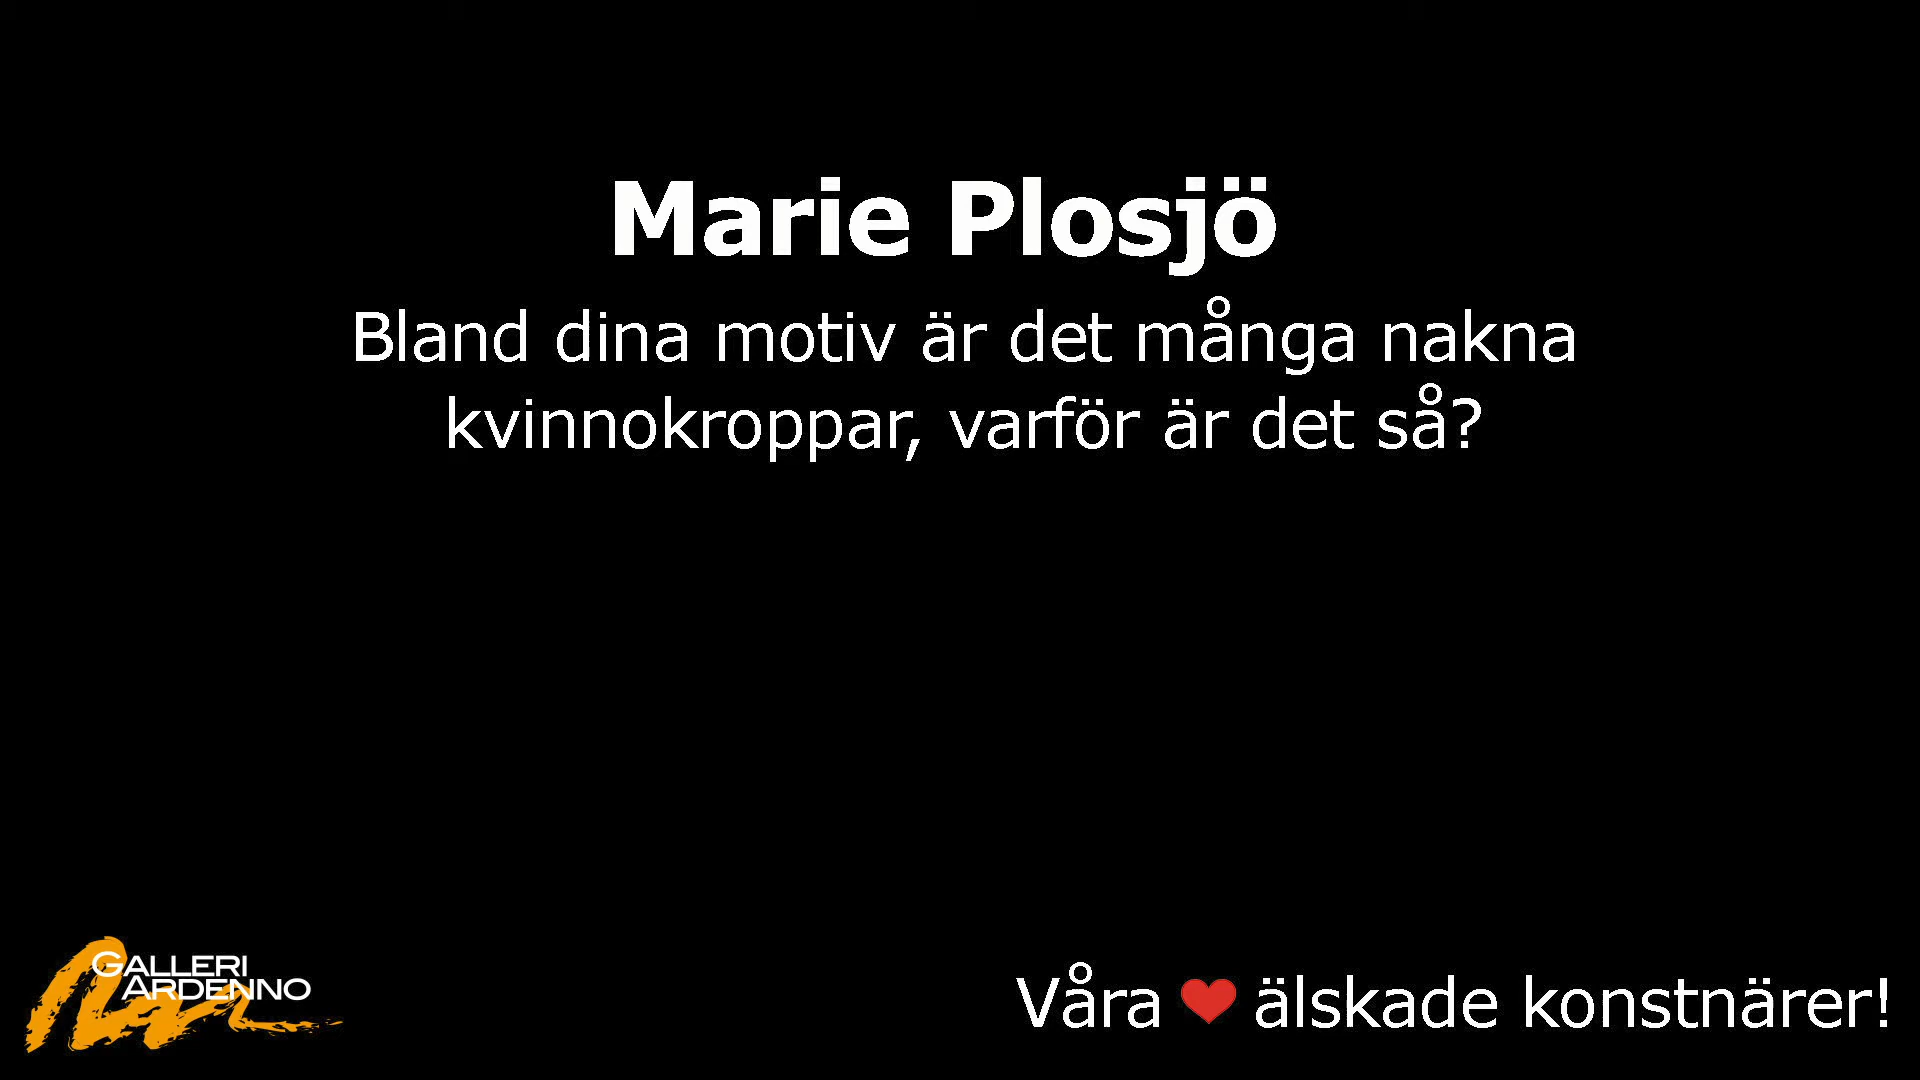 Marie Plosjö
Bland dina motiv är det många nakna
kvinnokroppar, varför är det så?
GALLERI
ARDENNO
Våra ❤ älskade konstnärer!